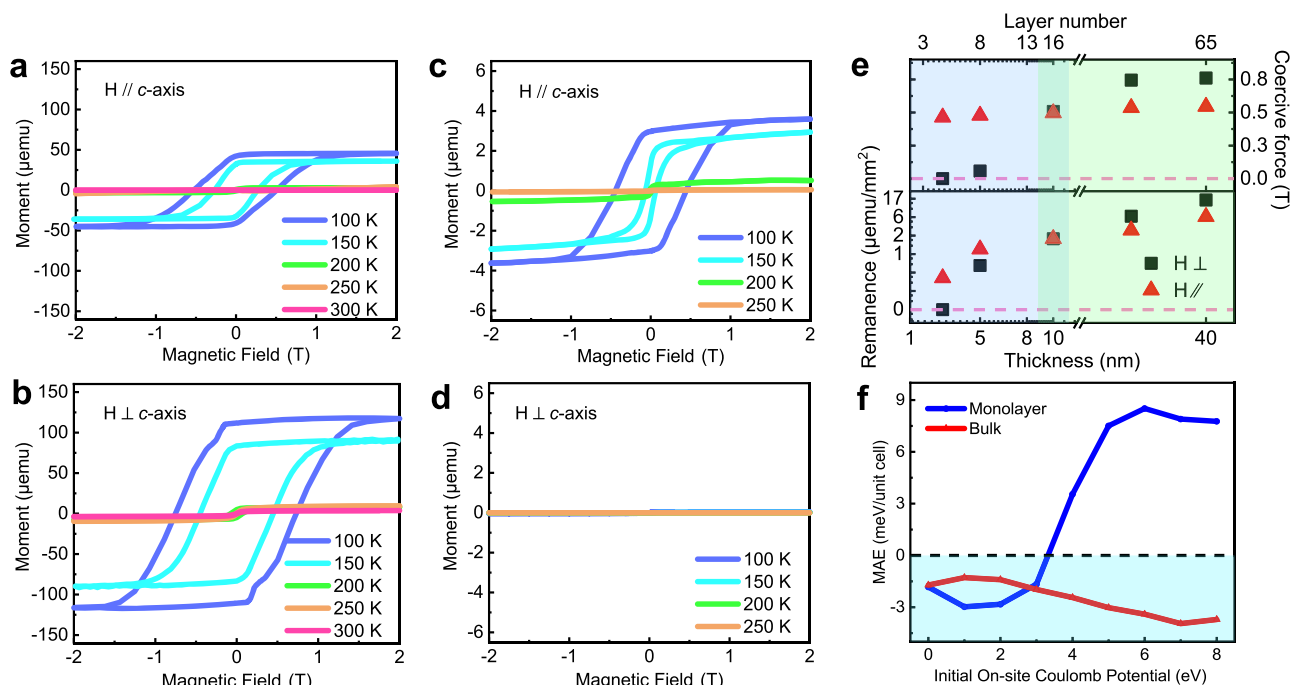 a
150
100
50
0
-50
-100
-150
Moment (µemu)
H // c-axis
100 K
150 K
200 K
250 K
300 K
-2 -1 0 1 2
Magnetic Field (T)
b
150
100
50
0
-50
-100
-150
Moment (µemu)
H ⊥ c-axis
100 K
150 K
200 K
250 K
300 K
-2 -1 0 1 2
Magnetic Field (T)
c
6
4
2
0
-2
-4
-6
Moment (µemu)
H // c-axis
100 K
150 K
200 K
250 K
-2 -1 0 1 2
Magnetic Field (T)
d
6
4
2
0
-2
-4
-6
Moment (µemu)
H ⊥ c-axis
100 K
150 K
200 K
250 K
-2 -1 0 1 2
Magnetic Field (T)
e
Layer number
3 8 13 16 65
0.8
0.5
0.3
0.0
Coercive force (T)
17
6
2
1
0
Remanence (µemu/mm²)
H ⊥
H //
1 5 8 10 40
Thickness (nm)
f
9
6
3
0
-3
MAE (meV/unit cell)
Monolayer
Bulk
0 2 4 6 8
Initial On-site Coulomb Potential (eV)